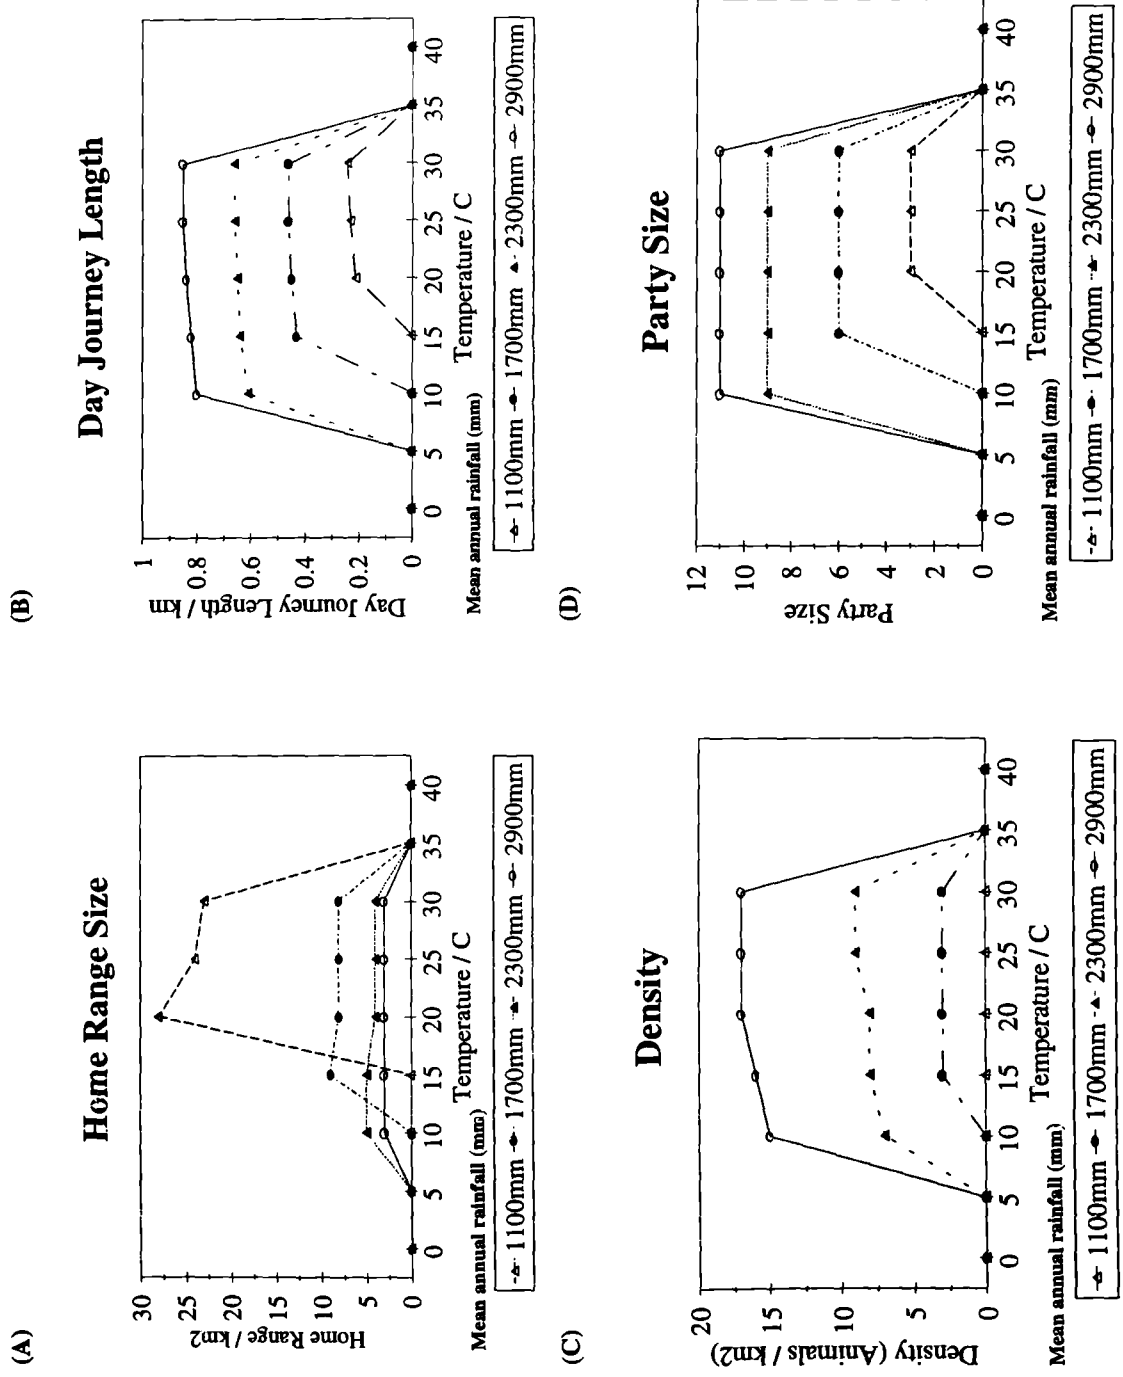 (A)
Home Range Size
30
25
20
15
10
5
0
Home Range / km2
0 5 10 15 20 25 30 35 40
Temperature / C
Mean annual rainfall (mm)
1100mm 1700mm 2300mm 2900mm
(B)
Day Journey Length
1
0.8
0.6
0.4
0.2
0
Day Journey Length / km
0 5 10 15 20 25 30 35 40
Temperature / C
Mean annual rainfall (mm)
1100mm 1700mm 2300mm 2900mm
(C)
Density
20
15
10
5
0
Density (Animals / km2)
0 5 10 15 20 25 30 35 40
Temperature / C
Mean annual rainfall (mm)
1100mm 1700mm 2300mm 2900mm
(D)
Party Size
12
10
8
6
4
2
0
Party Size
0 5 10 15 20 25 30 35 40
Temperature / C
Mean annual rainfall (mm)
1100mm 1700mm 2300mm 2900mm